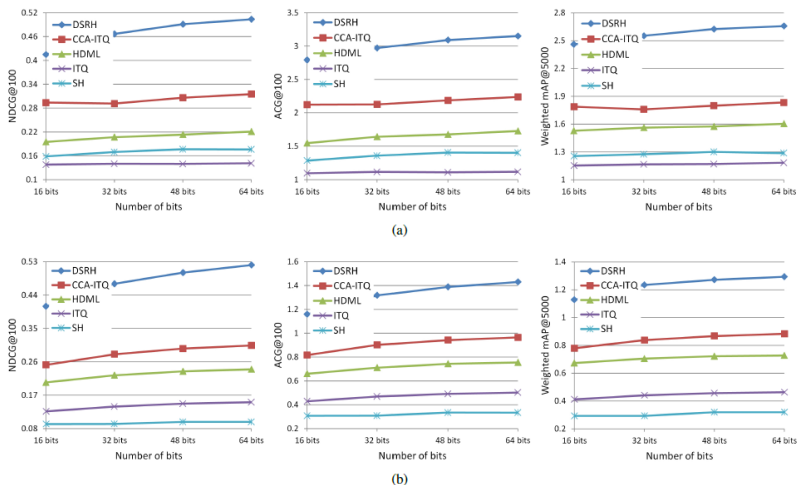 0.52
0.46
0.4
0.34
0.28
0.22
0.16
0.1
NDCG@100
DSRH
CCA-ITQ
HDML
ITQ
SH
16 bits 32 bits 48 bits 64 bits
Number of bits
3.5
3
2.5
2
1.5
1
ACG@100
DSRH
CCA-ITQ
HDML
ITQ
SH
16 bits 32 bits 48 bits 64 bits
Number of bits
2.8
2.5
2.2
1.9
1.6
1.3
1
Weighted mAP@5000
DSRH
CCA-ITQ
HDML
ITQ
SH
16 bits 32 bits 48 bits 64 bits
Number of bits
(a)
0.53
0.44
0.35
0.26
0.17
0.08
NDCG@100
DSRH
CCA-ITQ
HDML
ITQ
SH
16 bits 32 bits 48 bits 64 bits
Number of bits
1.6
1.4
1.2
1
0.8
0.6
0.4
0.2
ACG@100
DSRH
CCA-ITQ
HDML
ITQ
SH
16 bits 32 bits 48 bits 64 bits
Number of bits
1.4
1.2
1
0.8
0.6
0.4
0.2
Weighted mAP@5000
DSRH
CCA-ITQ
HDML
ITQ
SH
16 bits 32 bits 48 bits 64 bits
Number of bits
(b)